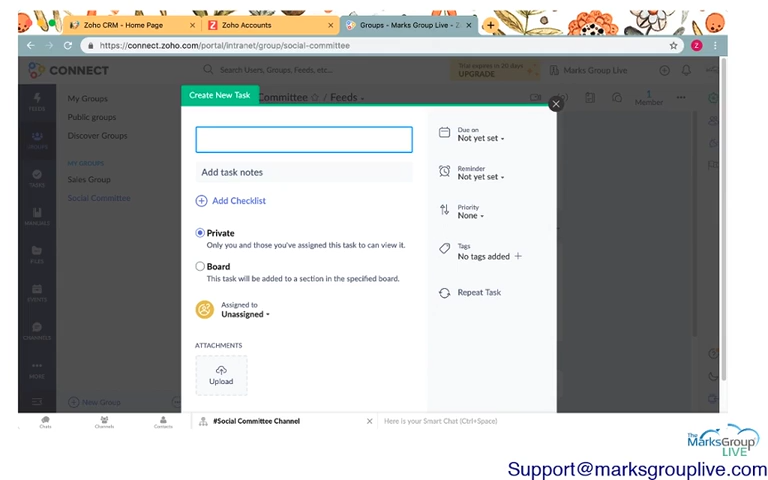 Zoho CRM - Home Page
Zoho Accounts
Groups - Marks Group Live - Z
https://connect.zoho.com/portal/intranet/group/social-committee
CONNECT
Search Users, Groups, Feeds, etc...
Trial expires in 20 days
UPGRADE
Marks Group Live
My Groups
Public groups
Discover Groups
MY GROUPS
Sales Group
Social Committee
FEEDS
GROUPS
TASKS
MANUALS
FILES
EVENTS
CHANNELS
MORE
New Group
Create New Task
Committee
/ Feeds
1
Member
Add task notes
Add Checklist
Private
Only you and those you've assigned this task to can view it.
Board
This task will be added to a section in the specified board.
Assigned to
Unassigned
ATTACHMENTS
Upload
Due on
Not yet set
Reminder
Not yet set
Priority
None
Tags
No tags added
Repeat Task
Chats
Channels
Contacts
#Social Committee Channel
Here is your Smart Chat (Ctrl+Space)
The
MarksGroup
LIVE
Support@marksgrouplive.com